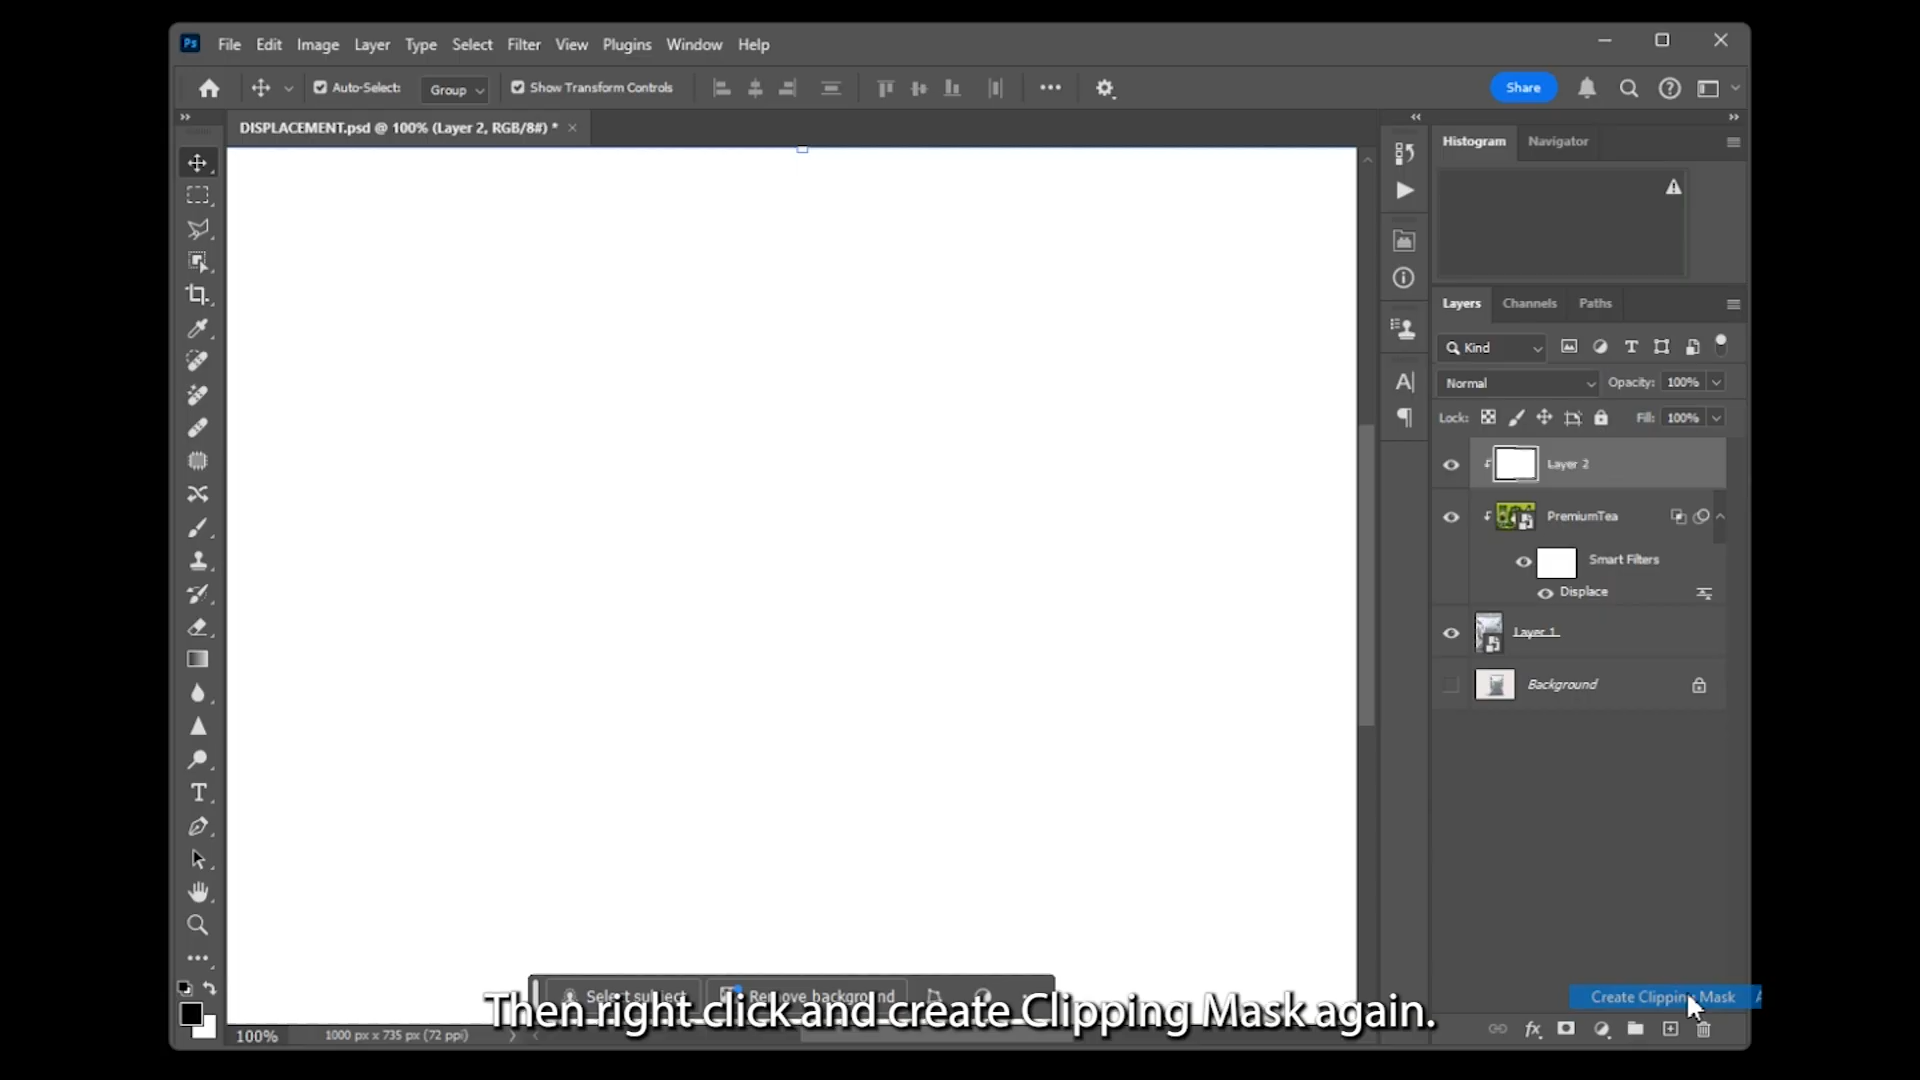 Ps File Edit Image Layer Type Select Filter View Plugins Window Help
Auto-Select: Group Show Transform Controls Share
DISPLACEMENT.psd @ 100% (Layer 2, RGB/8#) *
Histogram Navigator
Layers Channels Paths
Kind
Normal Opacity: 100%
Lock: Fill: 100%
Layer 2
PremiumTea
Smart Filters
Displace
Layer 1
Background
Select subject Remove background
Create Clipping Mask
Then right click and create Clipping Mask again.
100% 1000 px x 735 px (72 ppi)